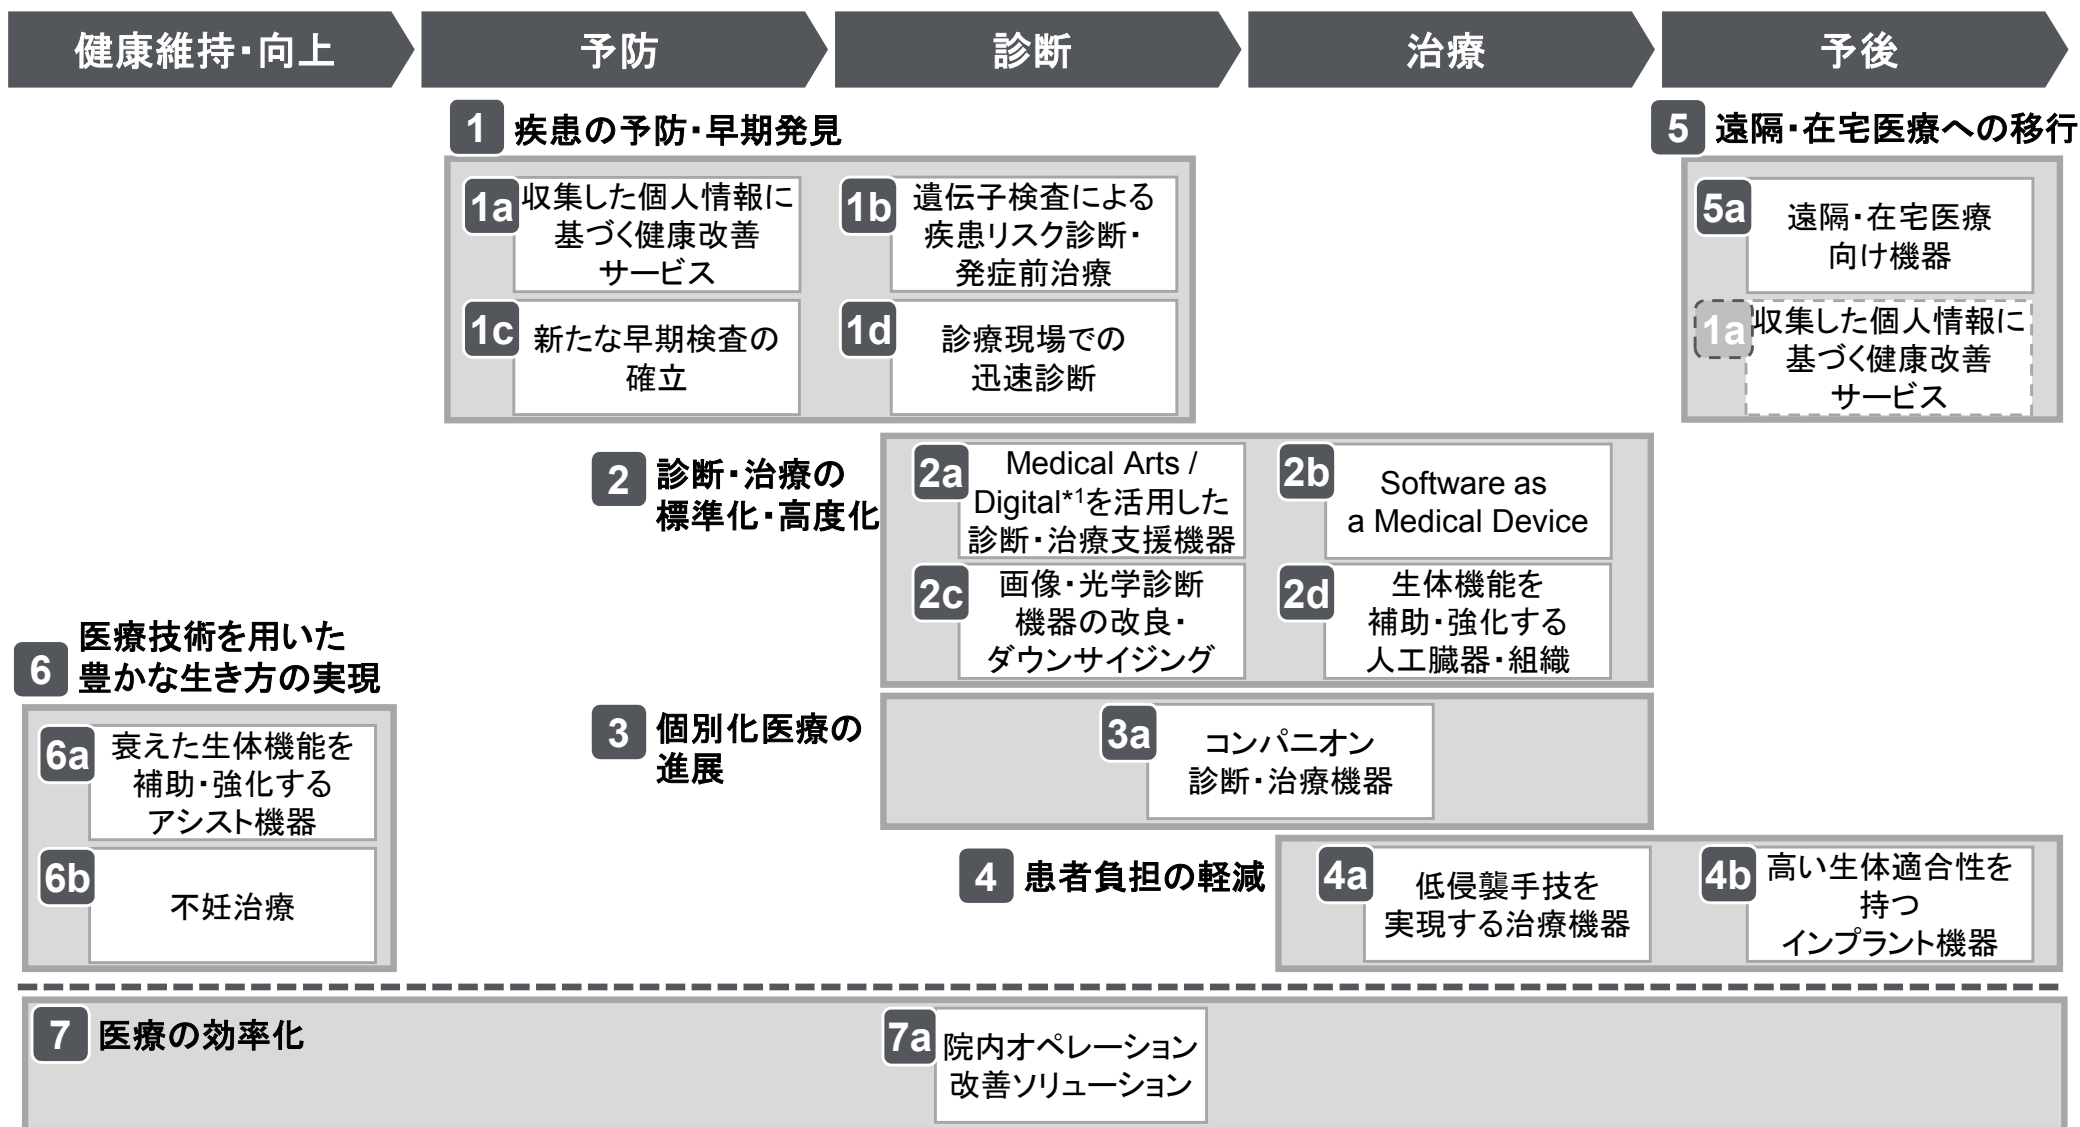 健康維持・向上
予防
診断
治療
予後
1 疾患の予防・早期発見
1a
収集した個人情報に
基づく健康改善
サービス
1b
遺伝子検査による
疾患リスク診断・
発症前治療
1c
新たな早期検査の
確立
1d
診療現場での
迅速診断
5 遠隔・在宅医療への移行
5a
遠隔・在宅医療
向け機器
1a
収集した個人情報に
基づく健康改善
サービス
2 診断・治療の
標準化・高度化
2a
Medical Arts /
Digital*1を活用した
診断・治療支援機器
2b
Software as
a Medical Device
2c
画像・光学診断
機器の改良・
ダウンサイジング
2d
生体機能を
補助・強化する
人工臓器・組織
6 医療技術を用いた
豊かな生き方の実現
6a
衰えた生体機能を
補助・強化する
アシスト機器
6b
不妊治療
3 個別化医療の
進展
3a
コンパニオン
診断・治療機器
4 患者負担の軽減
4a
低侵襲手技を
実現する治療機器
4b
高い生体適合性を
持つ
インプラント機器
7 医療の効率化
7a
院内オペレーション
改善ソリューション